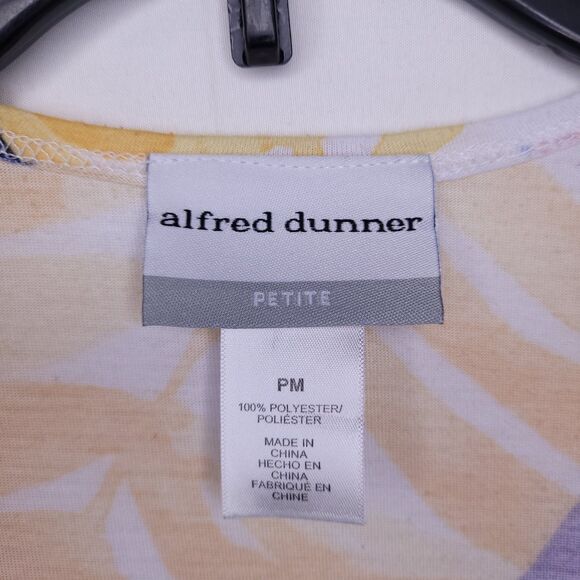 alfred dunner
PETITE
PM
100% POLYESTER/
POLIÉSTER
MADE IN
CHINA
HECHO EN
CHINA
FABRIQUÉ EN
CHINE